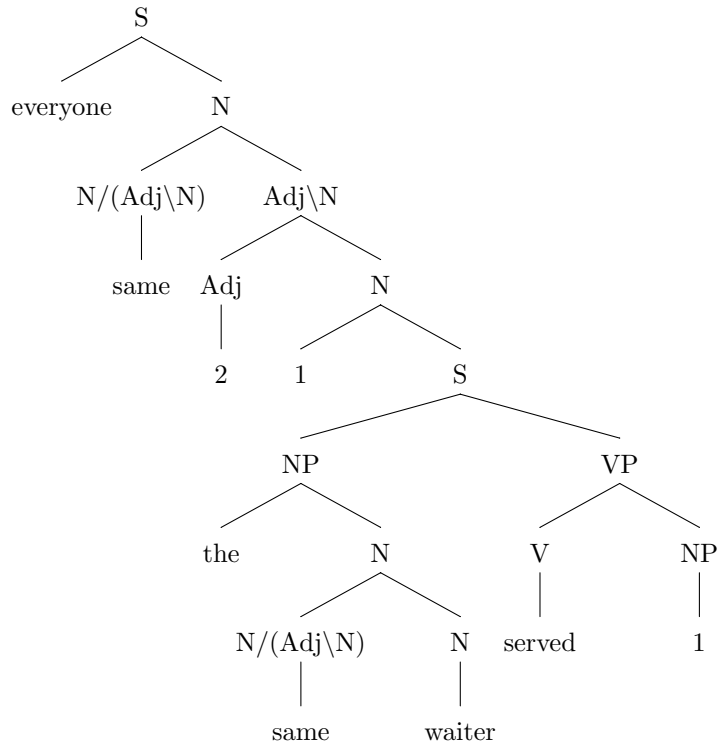 S
everyone N
N/(Adj\N) Adj\N
same Adj N
2 1 S
NP VP
the N V NP
N/(Adj\N) N served 1
same waiter